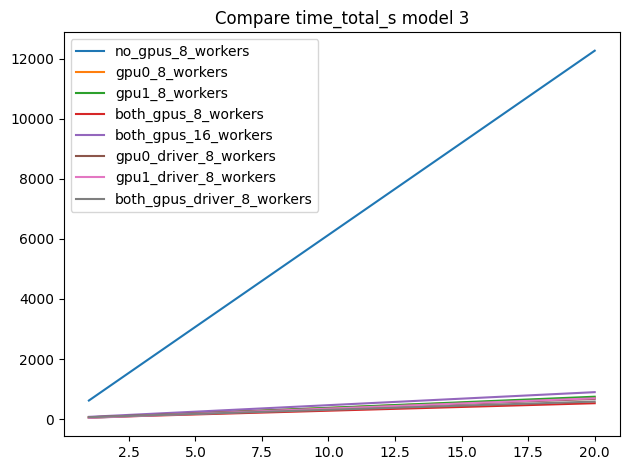 Compare time_total_s model 3
no_gpus_8_workers
gpu0_8_workers
gpu1_8_workers
both_gpus_8_workers
both_gpus_16_workers
gpu0_driver_8_workers
gpu1_driver_8_workers
both_gpus_driver_8_workers
12000
10000
8000
6000
4000
2000
0
2.5 5.0 7.5 10.0 12.5 15.0 17.5 20.0